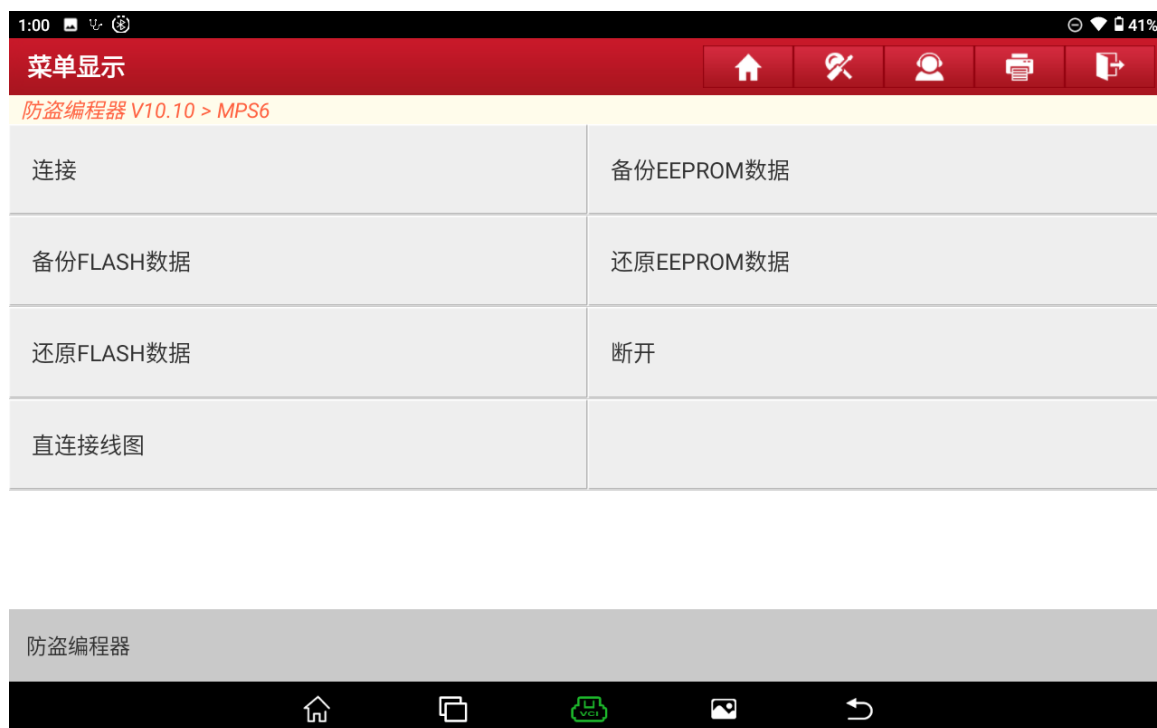 1:00 41%
菜单显示
防盗编程器 V10.10 > MPS6
连接 备份EEPROM数据
备份FLASH数据 还原EEPROM数据
还原FLASH数据 断开
直连接线图
防盗编程器
VCI